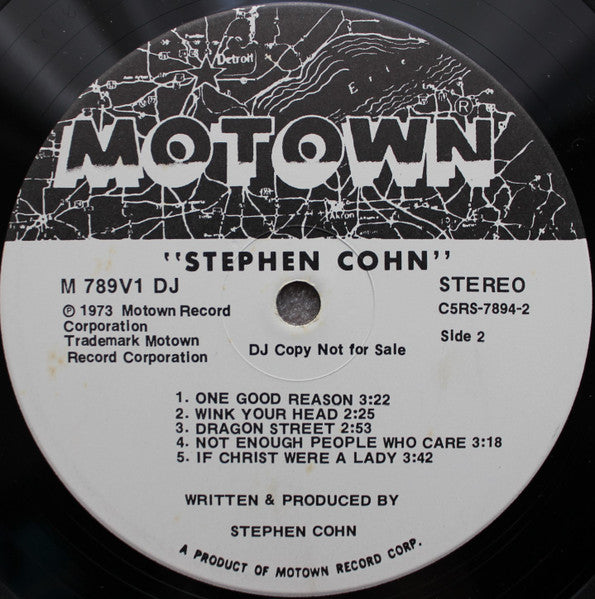 Detroit
Erie
MOTOWN®
Akron
"STEPHEN COHN"
M 789V1 DJ
STEREO
℗ 1973 Motown Record
Corporation
Trademark Motown
Record Corporation
C5RS-7894-2
Side 2
DJ Copy Not for Sale
1. ONE GOOD REASON 3:22
2. WINK YOUR HEAD 2:25
3. DRAGON STREET 2:53
4. NOT ENOUGH PEOPLE WHO CARE 3:18
5. IF CHRIST WERE A LADY 3:42
WRITTEN & PRODUCED BY
STEPHEN COHN
A PRODUCT OF MOTOWN RECORD CORP.